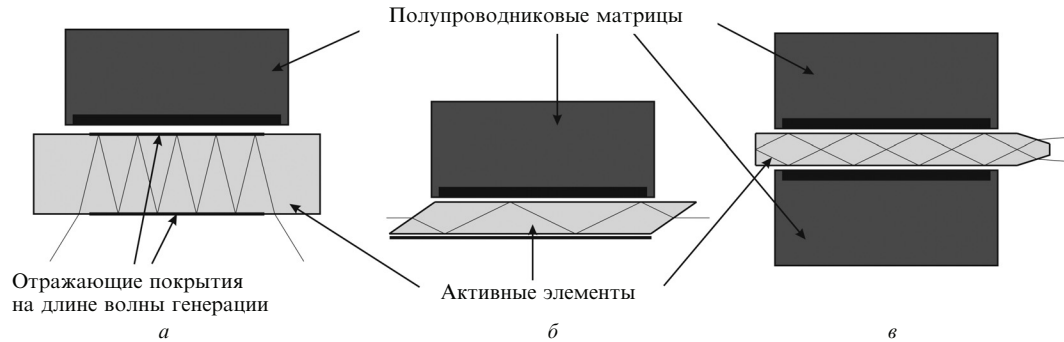 Полупроводниковые матрицы
Отражающие покрытия
на длине волны генерации
Активные элементы
а
б
в